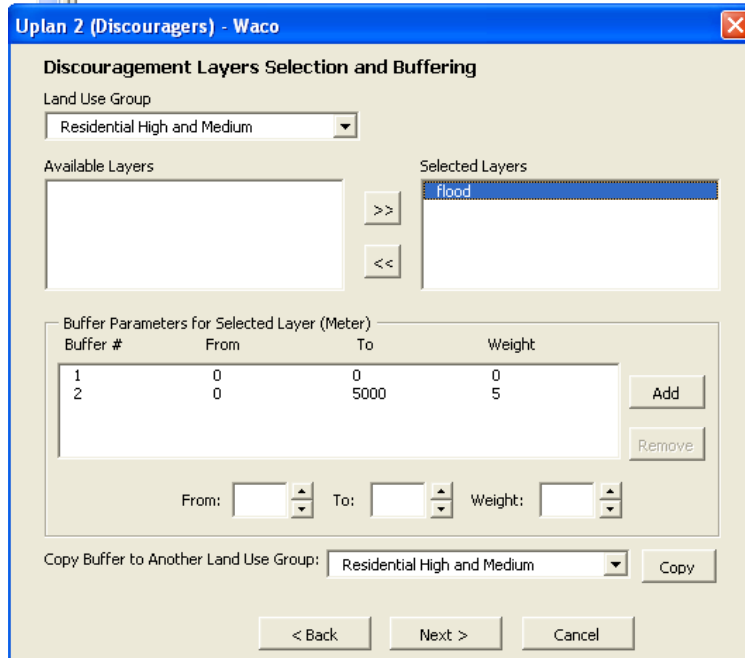 Uplan 2 (Discouragers) - Waco
Discouragement Layers Selection and Buffering
Land Use Group
Residential High and Medium
Available Layers Selected Layers
flood
>>
<<
Buffer Parameters for Selected Layer (Meter)
Buffer # From To Weight
1 0 0 0
2 0 5000 5
Add
Remove
From: To: Weight:
Copy Buffer to Another Land Use Group: Residential High and Medium Copy
< Back Next > Cancel